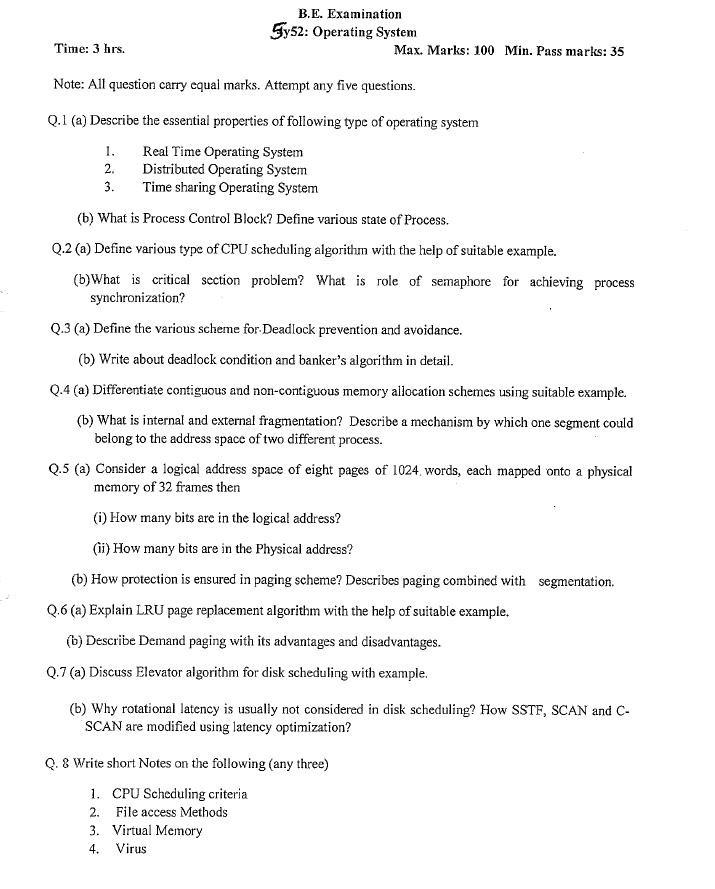 B.E. Examination
5y52: Operating System
Time: 3 hrs. Max. Marks: 100 Min. Pass marks: 35
Note: All question carry equal marks. Attempt any five questions.
Q.1 (a) Describe the essential properties of following type of operating system
1. Real Time Operating System
2. Distributed Operating System
3. Time sharing Operating System
(b) What is Process Control Block? Define various state of Process.
Q.2 (a) Define various type of CPU scheduling algorithm with the help of suitable example.
(b)What is critical section problem? What is role of semaphore for achieving process
synchronization?
Q.3 (a) Define the various scheme for Deadlock prevention and avoidance.
(b) Write about deadlock condition and banker's algorithm in detail.
Q.4 (a) Differentiate contiguous and non-contiguous memory allocation schemes using suitable example.
(b) What is internal and external fragmentation? Describe a mechanism by which one segment could
belong to the address space of two different process.
Q.5 (a) Consider a logical address space of eight pages of 1024 words, each mapped onto a physical
memory of 32 frames then
(i) How many bits are in the logical address?
(ii) How many bits are in the Physical address?
(b) How protection is ensured in paging scheme? Describes paging combined with segmentation.
Q.6 (a) Explain LRU page replacement algorithm with the help of suitable example.
(b) Describe Demand paging with its advantages and disadvantages.
Q.7 (a) Discuss Elevator algorithm for disk scheduling with example.
(b) Why rotational latency is usually not considered in disk scheduling? How SSTF, SCAN and C-
SCAN are modified using latency optimization?
Q. 8 Write short Notes on the following (any three)
1. CPU Scheduling criteria
2. File access Methods
3. Virtual Memory
4. Virus